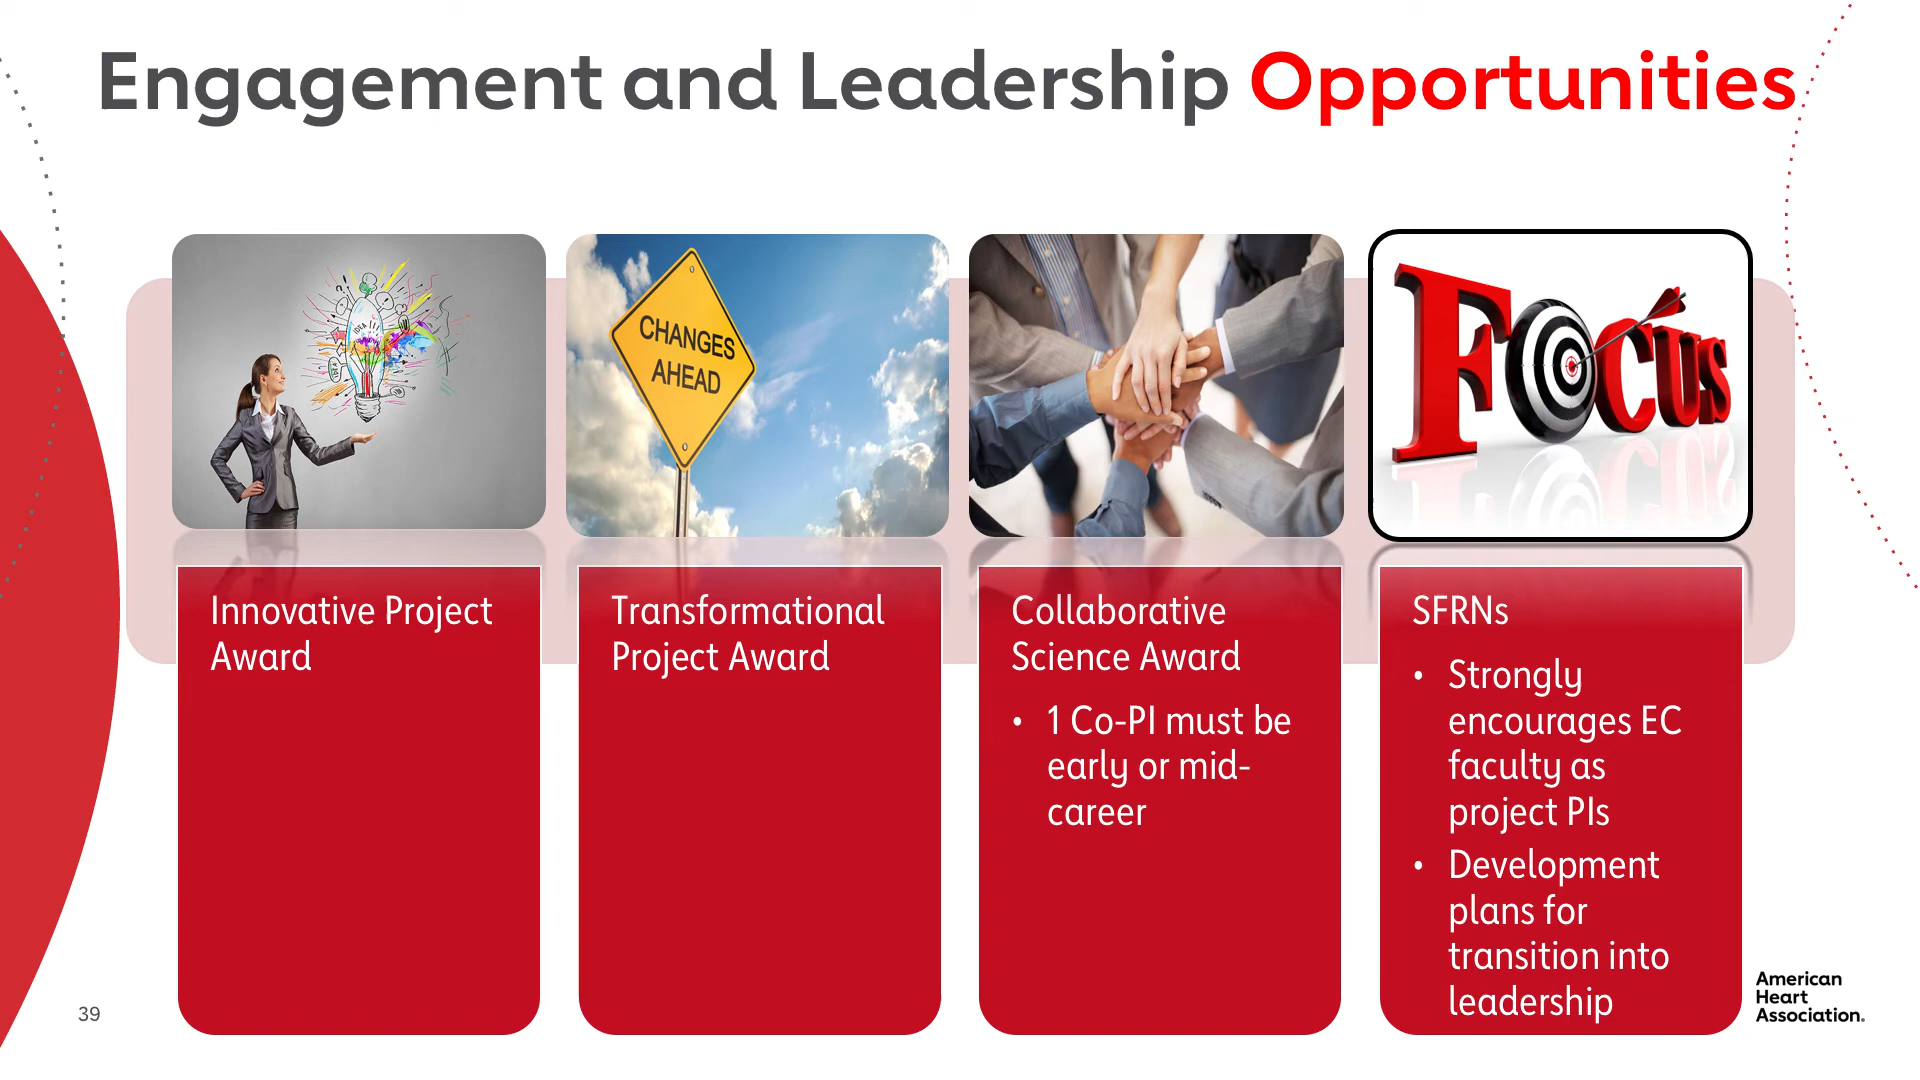 Engagement and Leadership Opportunities
IDEA !!!
CHANGES
AHEAD
FOCUS
Innovative Project
Award
Transformational
Project Award
Collaborative
Science Award
• 1 Co-PI must be
early or mid-
career
SFRNs
• Strongly
encourages EC
faculty as
project PIs
• Development
plans for
transition into
leadership
39
American
Heart
Association.